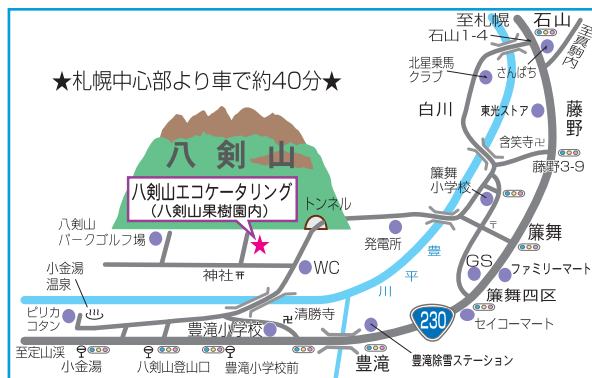 至札幌
石山
石山1-4
至真駒内
さんぱち
北星乗馬
クラブ
★札幌中心部より車で約40分★
白川
東光ストア
藤野
含笑寺卍
藤野3-9
八剣山
簾舞
小学校
八剣山エコケータリング
(八剣山果樹園内)
トンネル
八剣山
パークゴルフ場
発電所
豊平川
〒
簾舞
神社
WC
GS
ファミリーマート
小金湯
温泉
簾舞四区
ピリカ
コタン
卍清勝寺
豊滝小学校
230
セイコーマート
至定山渓
小金湯
八剣山登山口
豊滝小学校前
豊滝
豊滝除雪ステーション